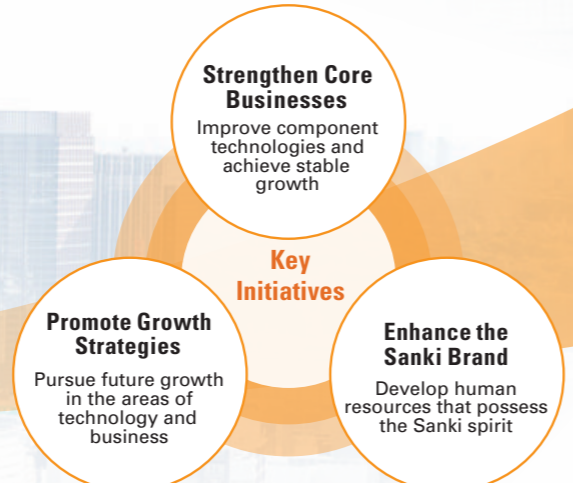 Strengthen Core
Businesses
Improve component
technologies and
achieve stable
growth
Key
Initiatives
Promote Growth
Strategies
Pursue future growth
in the areas of
technology and
business
Enhance the
Sanki Brand
Develop human
resources that possess
the Sanki spirit